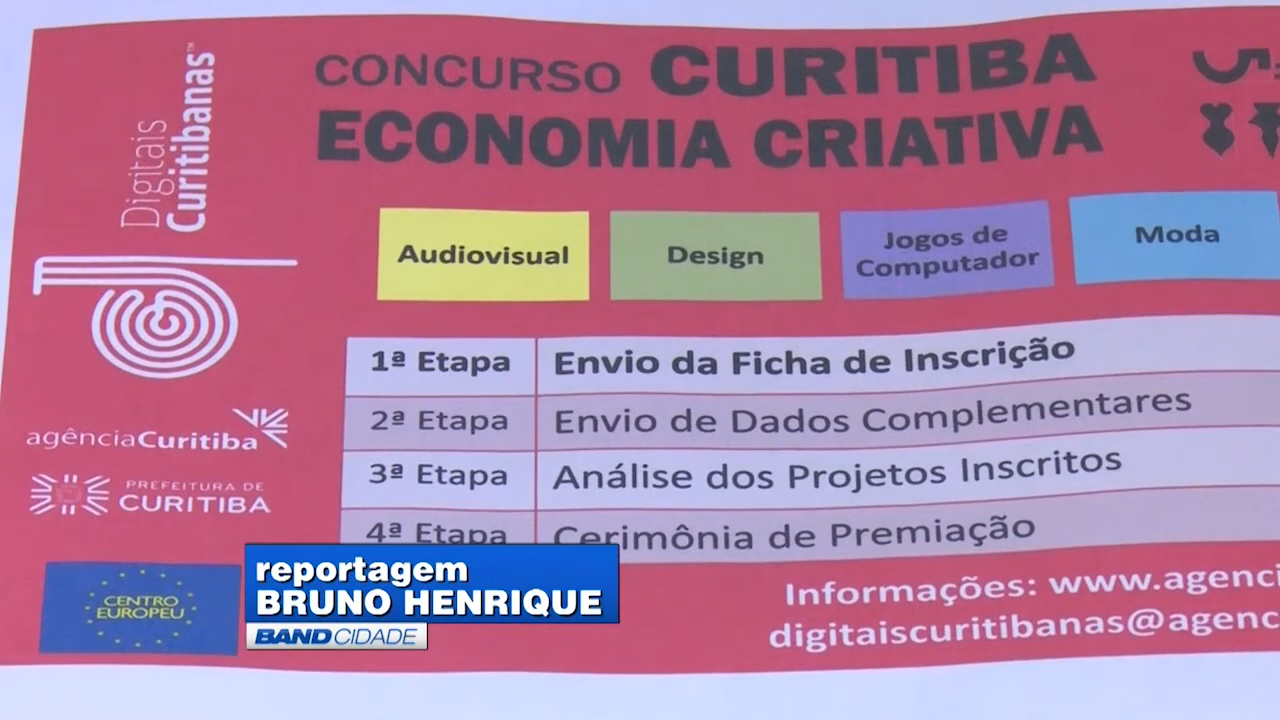 Digitais
Curitibanas™
CONCURSO CURITIBA
ECONOMIA CRIATIVA
Audiovisual
Design
Jogos de
Computador
Moda
1ª Etapa Envio da Ficha de Inscrição
2ª Etapa Envio de Dados Complementares
3ª Etapa Análise dos Projetos Inscritos
4ª Etapa Cerimônia de Premiação
agênciaCuritiba
PREFEITURA DE
CURITIBA
CENTRO
EUROPEU
Informações: www.agenci
digitaiscuritibanas@agenc
reportagem
BRUNO HENRIQUE
BAND CIDADE